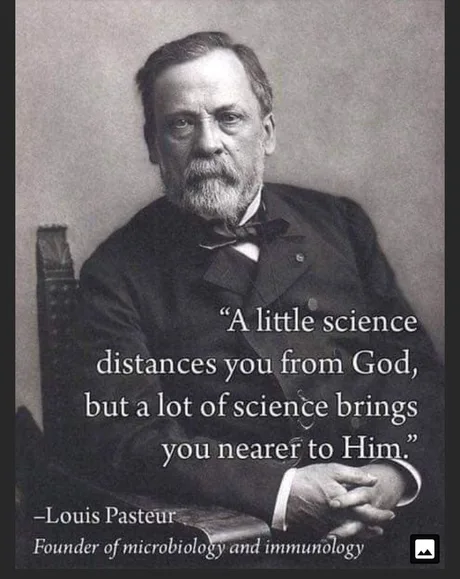 “A little science
distances you from God,
but a lot of science brings
you nearer to Him.”
–Louis Pasteur
Founder of microbiology and immunology